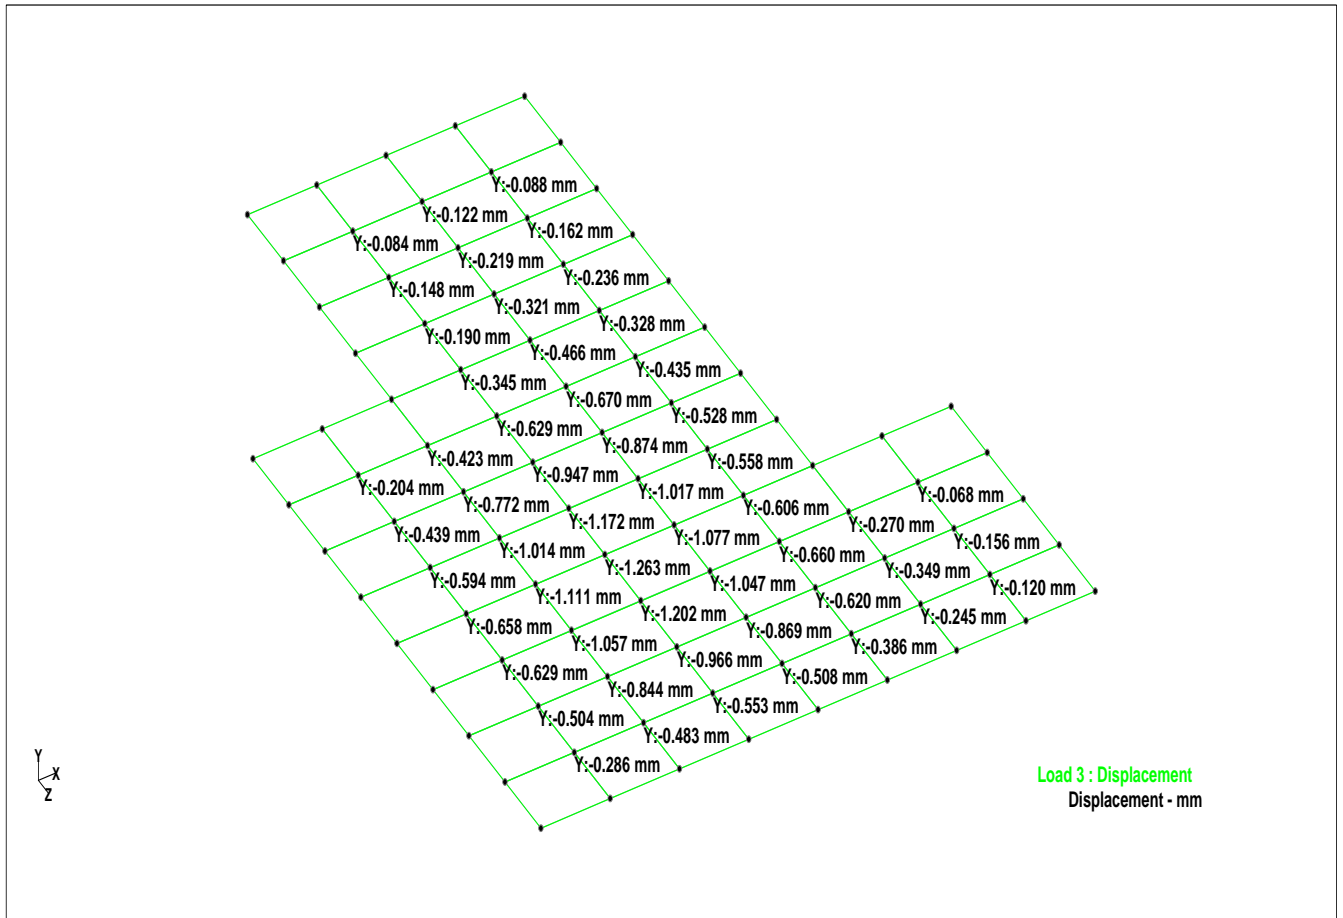 Y:-0.088 mm
Y:-0.122 mm
Y:-0.162 mm
Y:-0.084 mm
Y:-0.219 mm
Y:-0.236 mm
Y:-0.148 mm
Y:-0.321 mm
Y:-0.328 mm
Y:-0.190 mm
Y:-0.466 mm
Y:-0.435 mm
Y:-0.345 mm
Y:-0.670 mm
Y:-0.528 mm
Y:-0.629 mm
Y:-0.874 mm
Y:-0.558 mm
Y:-0.423 mm
Y:-0.947 mm
Y:-1.017 mm
Y:-0.606 mm
Y:-0.068 mm
Y:-0.204 mm
Y:-0.772 mm
Y:-1.172 mm
Y:-1.077 mm
Y:-0.270 mm
Y:-0.156 mm
Y:-0.439 mm
Y:-1.014 mm
Y:-1.263 mm
Y:-0.660 mm
Y:-0.349 mm
Y:-0.120 mm
Y:-0.594 mm
Y:-1.111 mm
Y:-1.047 mm
Y:-0.620 mm
Y:-0.245 mm
Y:-0.658 mm
Y:-1.202 mm
Y:-0.869 mm
Y:-0.386 mm
Y:-1.057 mm
Y:-0.966 mm
Y:-0.508 mm
Y:-0.629 mm
Y:-0.844 mm
Y:-0.553 mm
Y:-0.504 mm
Y:-0.483 mm
Y:-0.286 mm
Y
X
Z
Load 3 : Displacement
Displacement - mm